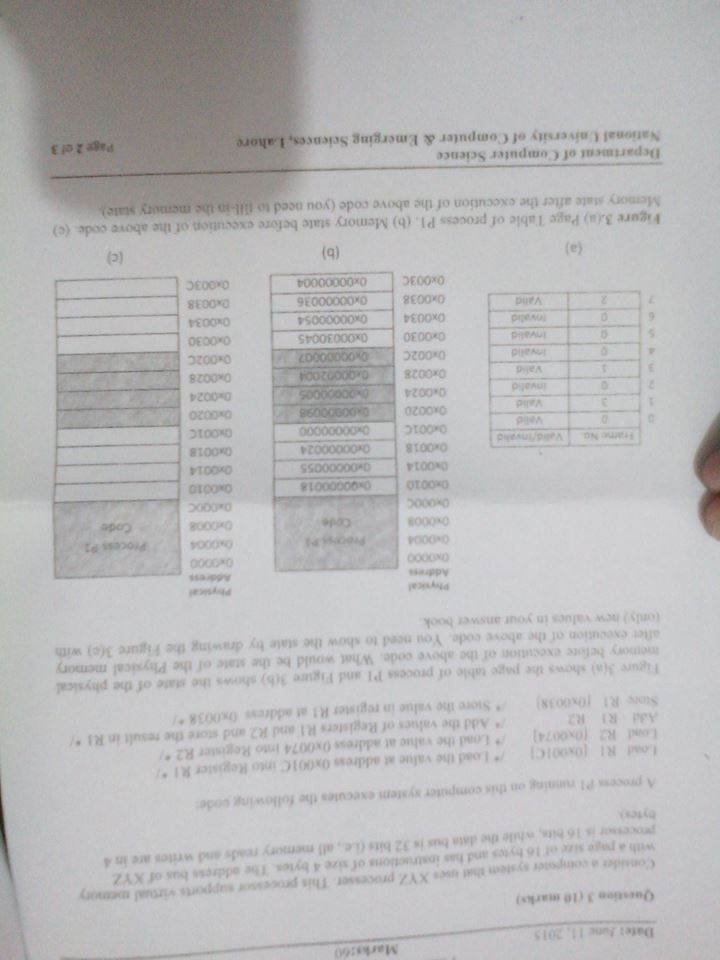 Marks:60
Date: June 11, 2015
Question 3 (10 marks)
Consider a computer system that uses XYZ processer. This processor supports virtual memory
with a page size of 16 bytes and has instructions of size 4 bytes. The address bus of XYZ
processor is 16 bits, while the data bus is 32 bits (i.e., all memory reads and writes are in 4
bytes).
A process P1 running on this computer system executes the following code:
Load R1 [0x001C] /* Load the value at address 0x001C into Register R1 */
Load R2 [0x0074] /* Load the value at address 0x0074 into Register R2 */
Add R1 R2 /* Add the values of Registers R1 and R2 and store the result in R1 */
Store R1 [0x0038] /* Store the value in register R1 at address 0x0038 */
Figure 3(a) shows the page table of process P1 and Figure 3(b) shows the state of the physical
memory before execution of the above code. What would be the state of the Physical memory
after execution of the above code. You need to show the state by drawing the Figure 3(c) with
(only) new values in your answer book.
Frame No. Valid/Invalid
0 0 Valid
1 3 Valid
2 0 Invalid
3 1 Valid
4 0 Invalid
5 0 Invalid
6 0 Invalid
7 2 Valid
(a)
Physical
Address
0x0000
0x0004 Process P1
0x0008 Code
0x000C
0x0010 0x00000018
0x0014 0x00000055
0x0018 0x00000024
0x001C 0x00000000
0x0020 0x00000098
0x0024 0x00000005
0x0028 0x00002004
0x002C 0x00000007
0x0030 0x00030045
0x0034 0x00000054
0x0038 0x00000036
0x003C 0x00000004
(b)
Physical
Address
0x0000
0x0004 Process P1
0x0008 Code
0x000C
0x0010
0x0014
0x0018
0x001C
0x0020
0x0024
0x0028
0x002C
0x0030
0x0034
0x0038
0x003C
(c)
Figure 3.(a) Page Table of process P1. (b) Memory state before execution of the above code. (c)
Memory state after the execution of the above code (you need to fill-in the memory state).
Department of Computer Science
National University of Computer & Emerging Sciences, Lahore
Page 2 of 3